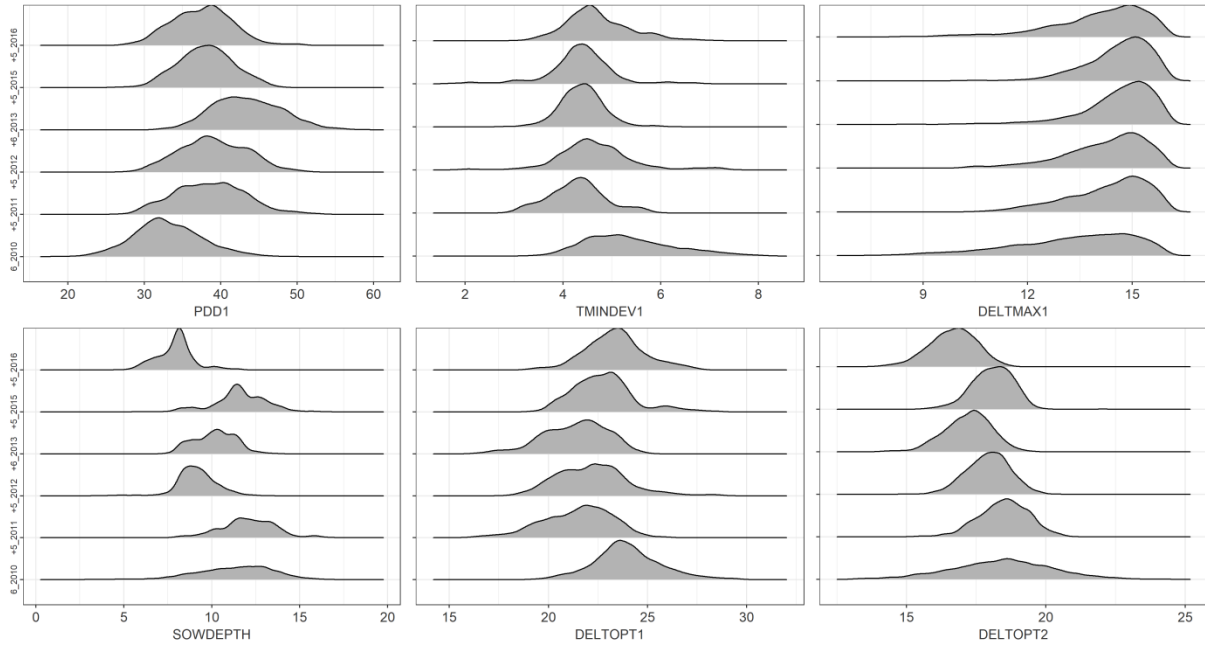 +5_2016
+5_2015
+6_2013
+5_2012
+5_2011
6_2010
20 30 40 50 60
PDD1
2 4 6 8
TMINDEV1
9 12 15
DELTMAX1
+5_2016
+5_2015
+6_2013
+5_2012
+5_2011
6_2010
0 5 10 15 20
SOWDEPTH
15 20 25 30
DELTOPT1
15 20 25
DELTOPT2